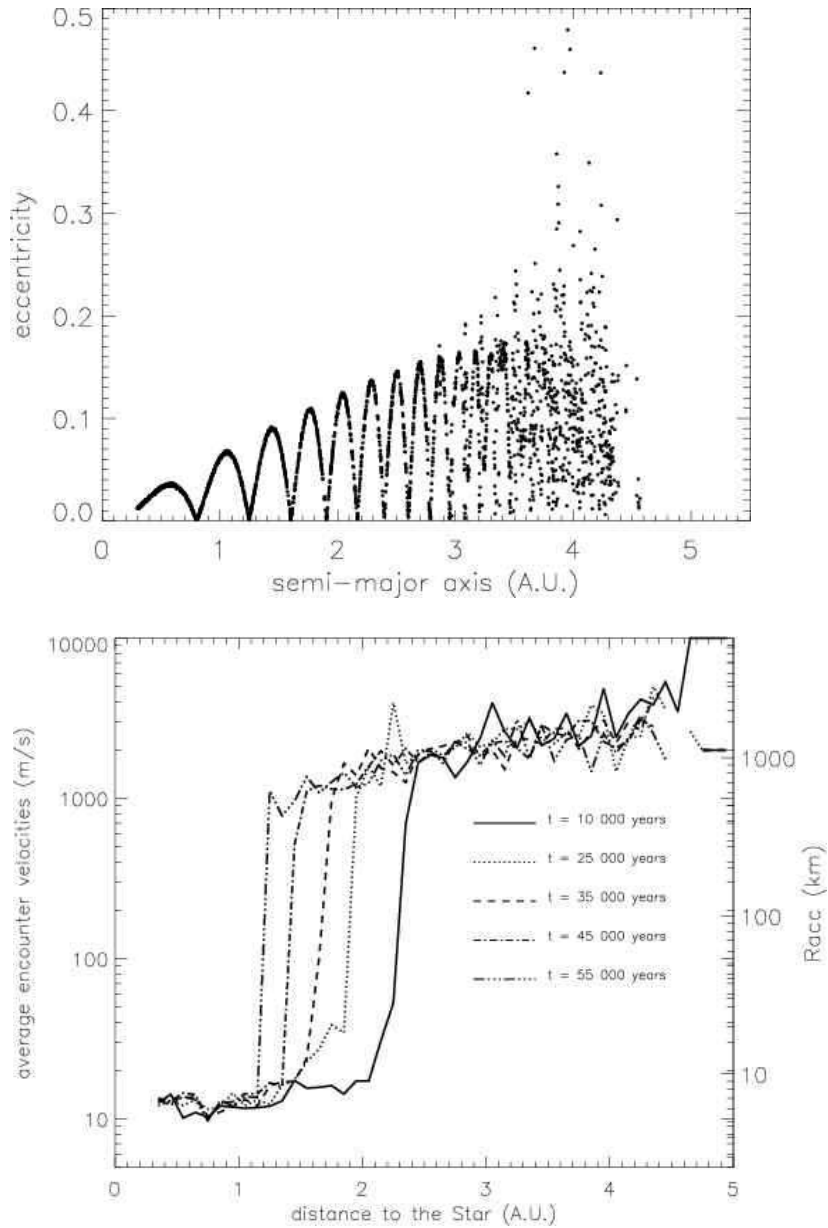 0.5
0.4
0.3
0.2
0.1
0.0
eccentricity
0 1 2 3 4 5
semi-major axis (A.U.)
10000
1000
100
10
average encounter velocities (m/s)
1000
100
10
Racc (km)
t = 10 000 years
t = 25 000 years
t = 35 000 years
t = 45 000 years
t = 55 000 years
0 1 2 3 4 5
distance to the Star (A.U.)